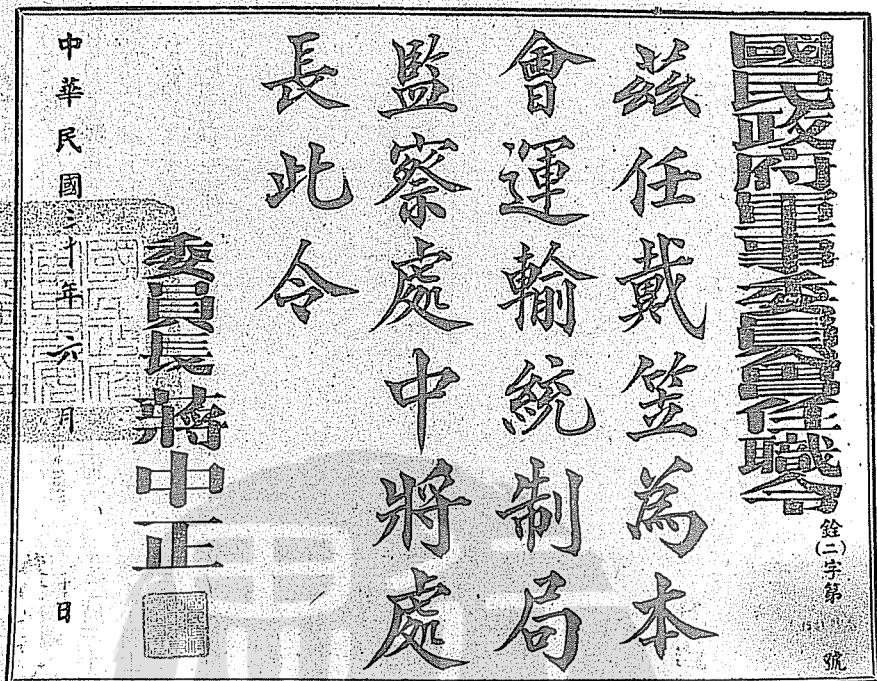 國民政府軍事委員會任職令
銓(二)字第 號
茲任戴笠為本
會運輸統制局
監察處中將處
長此令
委員長蔣中正
中華民國三十年六月 日